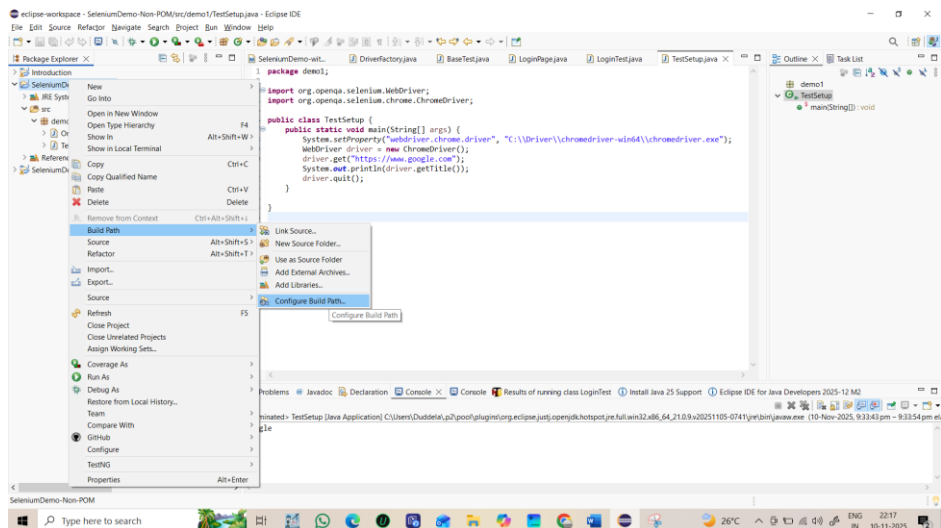 eclipse-workspace - SeleniumDemo-Non-POM/src/demo1/TestSetup.java - Eclipse IDE
File Edit Source Refactor Navigate Search Project Run Window Help
Package Explorer
SeleniumDemo-wit...
DriverFactory.java
BaseTest.java
LoginPage.java
LoginTest.java
TestSetup.java
Outline
Task List
Introduction
SeleniumD
JRE Syste
src
demo
Or
Te
Referenc
SeleniumD
New
Go Into
Open in New Window
Open Type Hierarchy F4
Show In Alt+Shift+W
Show in Local Terminal
Copy Ctrl+C
Copy Qualified Name
Paste Ctrl+V
Delete Delete
Remove from Context Ctrl+Alt+Shift+↓
Build Path
Source Alt+Shift+S
Refactor Alt+Shift+T
Import...
Export...
Source
Refresh F5
Close Project
Close Unrelated Projects
Assign Working Sets...
Coverage As
Run As
Debug As
Restore from Local History...
Team
Compare With
GitHub
Configure
TestNG
Properties Alt+Enter
Link Source...
New Source Folder...
Use as Source Folder
Add External Archives...
Add Libraries...
Configure Build Path...
Configure Build Path
1 package demo1;
import org.openqa.selenium.WebDriver;
import org.openqa.selenium.chrome.ChromeDriver;
public class TestSetup {
public static void main(String[] args) {
System.setProperty("webdriver.chrome.driver", "C:\\Driver\\chromedriver-win64\\chromedriver.exe");
WebDriver driver = new ChromeDriver();
driver.get("https://www.google.com");
System.out.println(driver.getTitle());
driver.quit();
}
}
demo1
TestSetup
main(String[]) : void
Problems
Javadoc
Declaration
Console
Console
Results of running class LoginTest
Install Java 25 Support
Eclipse IDE for Java Developers 2025-12 M2
minated> TestSetup [Java Application] C:\Users\Duddela\.p2\pool\plugins\org.eclipse.justj.openjdk.hotspot.jre.full.win32.x86_64_21.0.9.v20251105-0741\jre\bin\javaw.exe (10-Nov-2025, 9:33:43 pm – 9:33:54 pm el
gle
SeleniumDemo-Non-POM
Type here to search
26°C
ENG
IN
22:17
10-11-2025